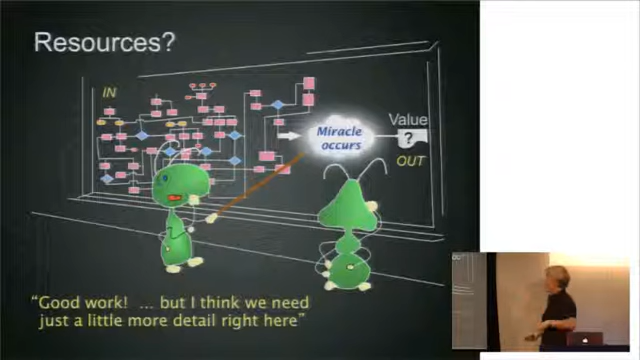 Resources?
IN
Miracle
occurs
Value
?
OUT
“Good work! ... but I think we need
just a little more detail right here”